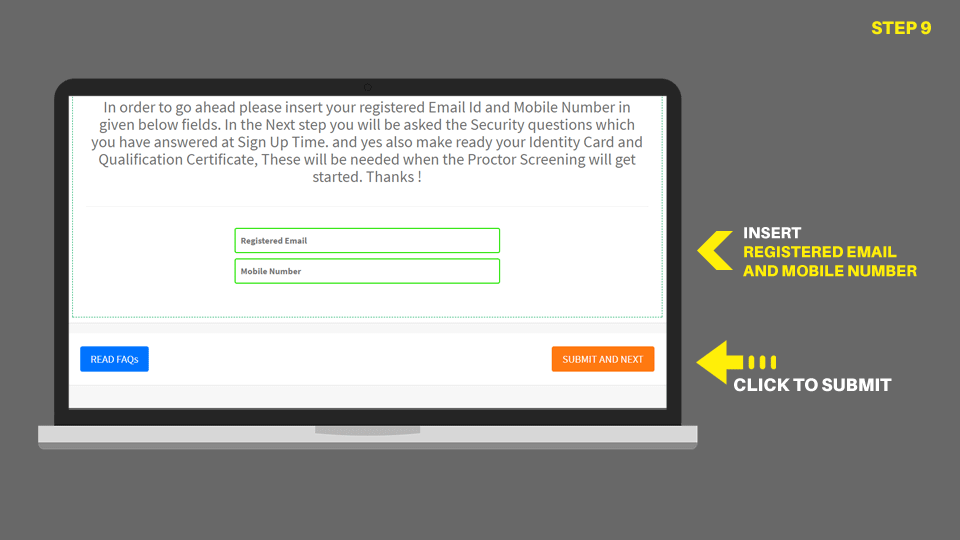 STEP 9
In order to go ahead please insert your registered Email Id and Mobile Number in
given below fields. In the Next step you will be asked the Security questions which
you have answered at Sign Up Time. and yes also make ready your Identity Card and
Qualification Certificate, These will be needed when the Proctor Screening will get
started. Thanks !
Registered Email
Mobile Number
INSERT
REGISTERED EMAIL
AND MOBILE NUMBER
READ FAQs
SUBMIT AND NEXT
CLICK TO SUBMIT